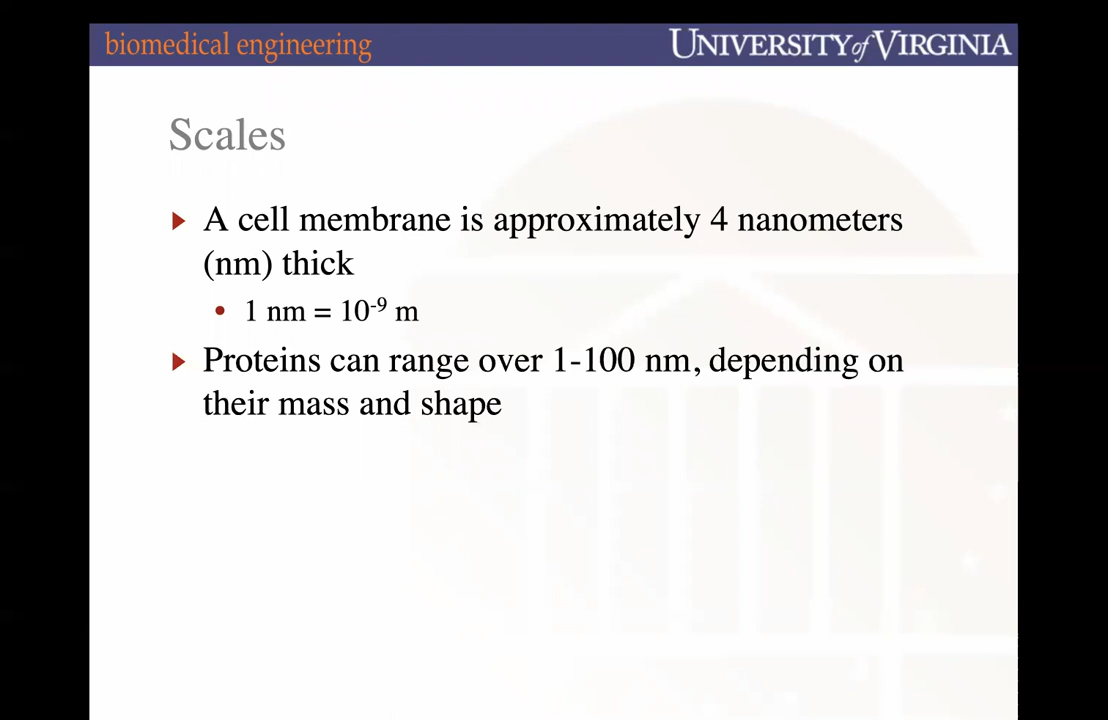 biomedical engineering
UNIVERSITY of VIRGINIA
Scales
A cell membrane is approximately 4 nanometers
(nm) thick
1 nm = 10⁻⁹ m
Proteins can range over 1-100 nm, depending on
their mass and shape